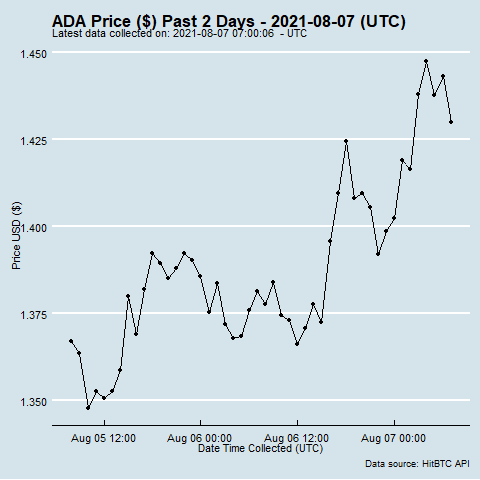 ADA Price ($) Past 2 Days - 2021-08-07 (UTC)
Latest data collected on: 2021-08-07 07:00:06  - UTC
1.450
1.425
1.400
1.375
1.350
Price USD ($)
Aug 05 12:00
Aug 06 00:00
Aug 06 12:00
Aug 07 00:00
Date Time Collected (UTC)
Data source: HitBTC API